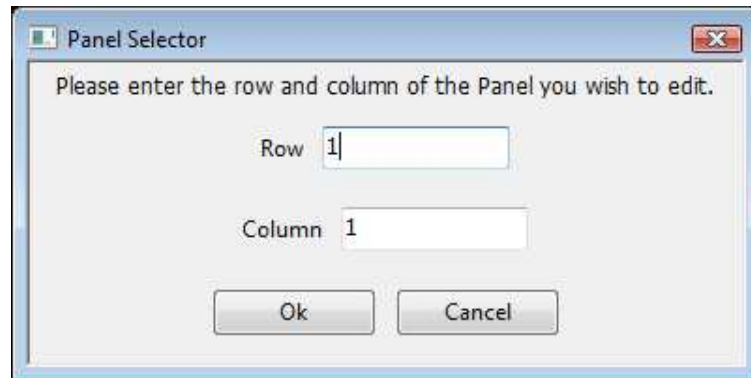 Panel Selector
Please enter the row and column of the Panel you wish to edit.
Row 1
Column 1
Ok Cancel